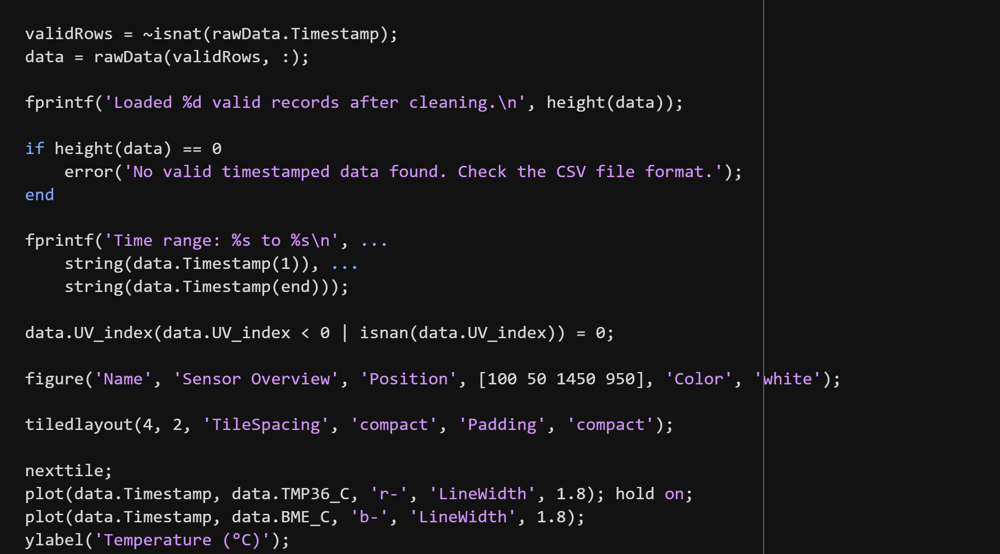 validRows = ~isnat(rawData.Timestamp);
data = rawData(validRows, :);
fprintf('Loaded %d valid records after cleaning.\n', height(data));
if height(data) == 0
    error('No valid timestamped data found. Check the CSV file format.');
end
fprintf('Time range: %s to %s\n', ...
    string(data.Timestamp(1)), ...
    string(data.Timestamp(end)));
data.UV_index(data.UV_index < 0 | isnan(data.UV_index)) = 0;
figure('Name', 'Sensor Overview', 'Position', [100 50 1450 950], 'Color', 'white');
tiledlayout(4, 2, 'TileSpacing', 'compact', 'Padding', 'compact');
nexttile;
plot(data.Timestamp, data.TMP36_C, 'r-', 'LineWidth', 1.8); hold on;
plot(data.Timestamp, data.BME_C, 'b-', 'LineWidth', 1.8);
ylabel('Temperature (°C)');